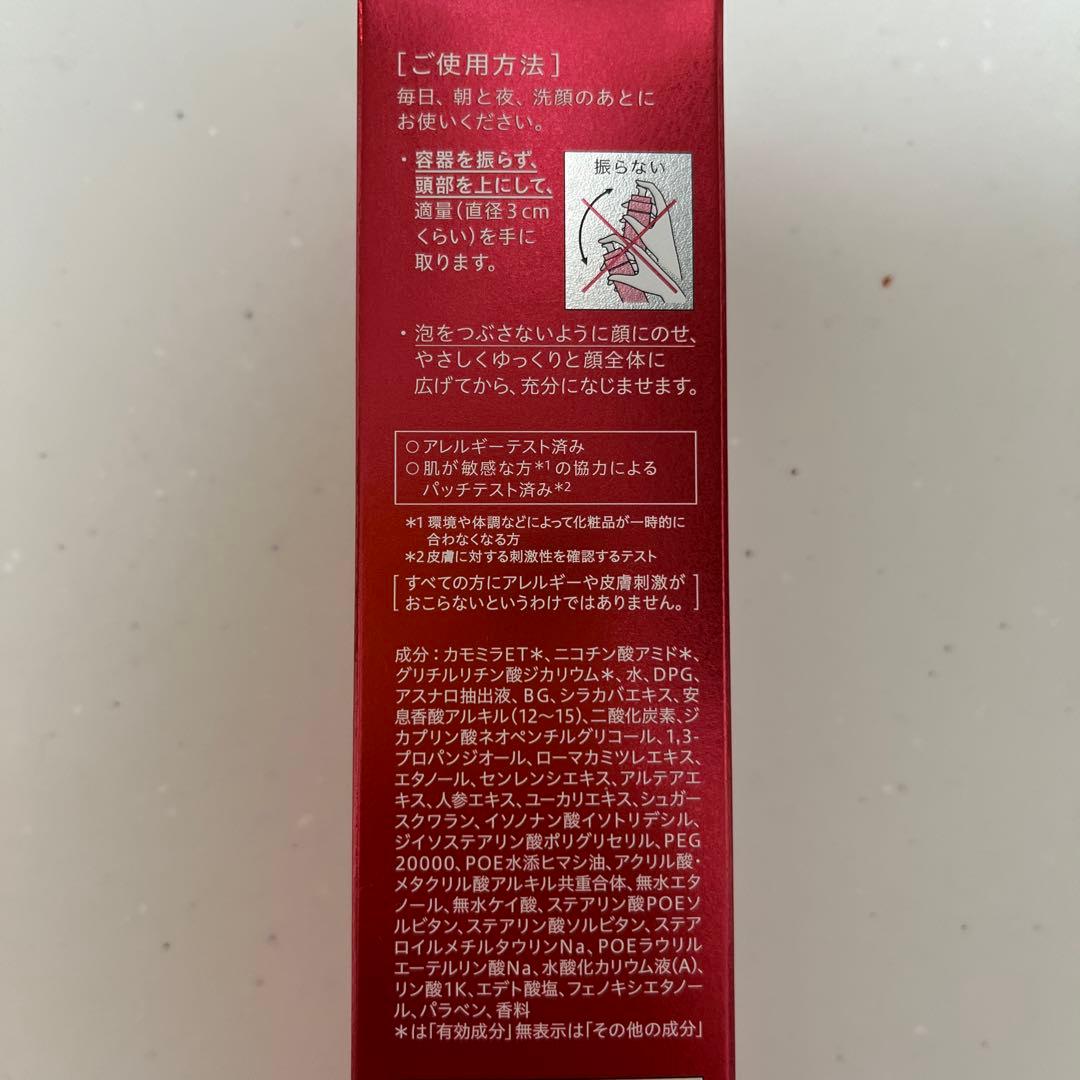 [ご使用方法]
毎日、朝と夜、洗顔のあとに
お使いください。
・容器を振らず、
頭部を上にして、
適量(直径3cm
くらい)を手に
取ります。
振らない
・泡をつぶさないように顔にのせ、
やさしくゆっくりと顔全体に
広げてから、充分になじませます。
○アレルギーテスト済み
○肌が敏感な方*1の協力による
パッチテスト済み*2
*1 環境や体調などによって化粧品が一時的に
合わなくなる方
*2 皮膚に対する刺激性を確認するテスト
[すべての方にアレルギーや皮膚刺激が
おこらないというわけではありません。]
成分：カモミラET*、ニコチン酸アミド*、
グリチルリチン酸ジカリウム*、水、DPG、
アスナロ抽出液、BG、シラカバエキス、安
息香酸アルキル(12〜15)、二酸化炭素、ジ
カプリン酸ネオペンチルグリコール、1,3-
プロパンジオール、ローマカミツレエキス、
エタノール、センレンシエキス、アルテアエ
キス、人参エキス、ユーカリエキス、シュガー
スクワラン、イソノナン酸イソトリデシル、
ジイソステアリン酸ポリグリセリル、PEG
20000、POE水添ヒマシ油、アクリル酸・
メタクリル酸アルキル共重合体、無水エタ
ノール、無水ケイ酸、ステアリン酸POEソ
ルビタン、ステアリン酸ソルビタン、ステア
ロイルメチルタウリンNa、POEラウリル
エーテルリン酸Na、水酸化カリウム液(A)、
リン酸1K、エデト酸塩、フェノキシエタノー
ル、パラベン、香料
*は「有効成分」無表示は「その他の成分」